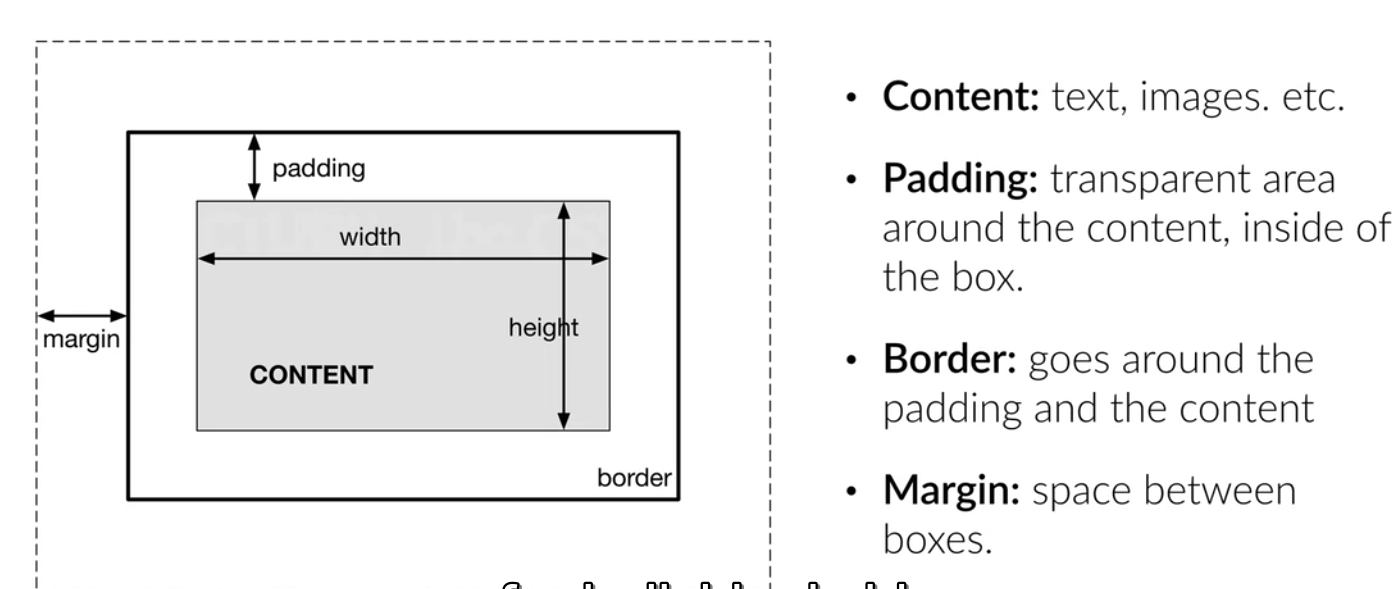 padding
width
height
margin
CONTENT
border
• Content: text, images. etc.
• Padding: transparent area
around the content, inside of
the box.
• Border: goes around the
padding and the content
• Margin: space between
boxes.